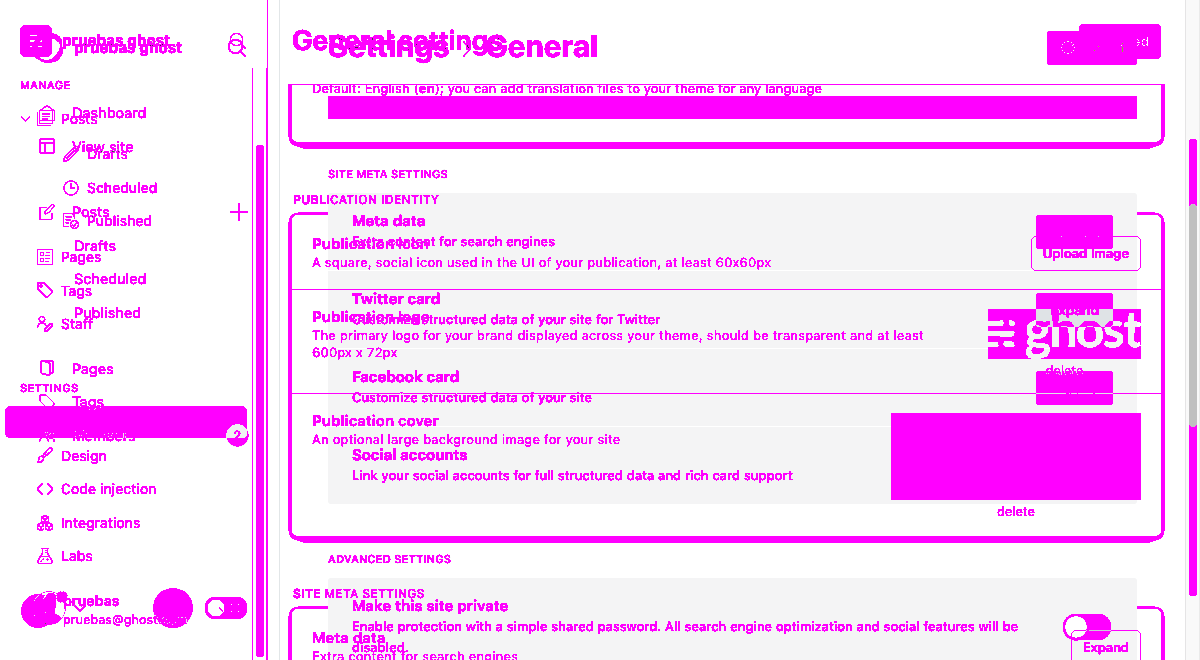 pruebas ghost
pruebas ghost
General settings
Settings > General
MANAGE
Dashboard
Posts
View site
Drafts
Scheduled
Posts
Published
Drafts
Pages
Scheduled
Tags
Published
Staff
Pages
SETTINGS
Tags
Members
2
Design
Code injection
Integrations
Labs
pruebas
pruebas@ghost
Default: English (en); you can add translation files to your theme for any language
SITE META SETTINGS
PUBLICATION IDENTITY
Meta data
Extra content for search engines
Publication icon
A square, social icon used in the UI of your publication, at least 60x60px
Upload Image
Twitter card
Customize structured data of your site for Twitter
Expand
Publication logo
The primary logo for your brand displayed across your theme, should be transparent and at least
600px x 72px
ghost
delete
Facebook card
Customize structured data of your site
Publication cover
An optional large background image for your site
Social accounts
Link your social accounts for full structured data and rich card support
delete
ADVANCED SETTINGS
SITE META SETTINGS
Make this site private
Enable protection with a simple shared password. All search engine optimization and social features will be
disabled.
Meta data
Extra content for search engines
Expand